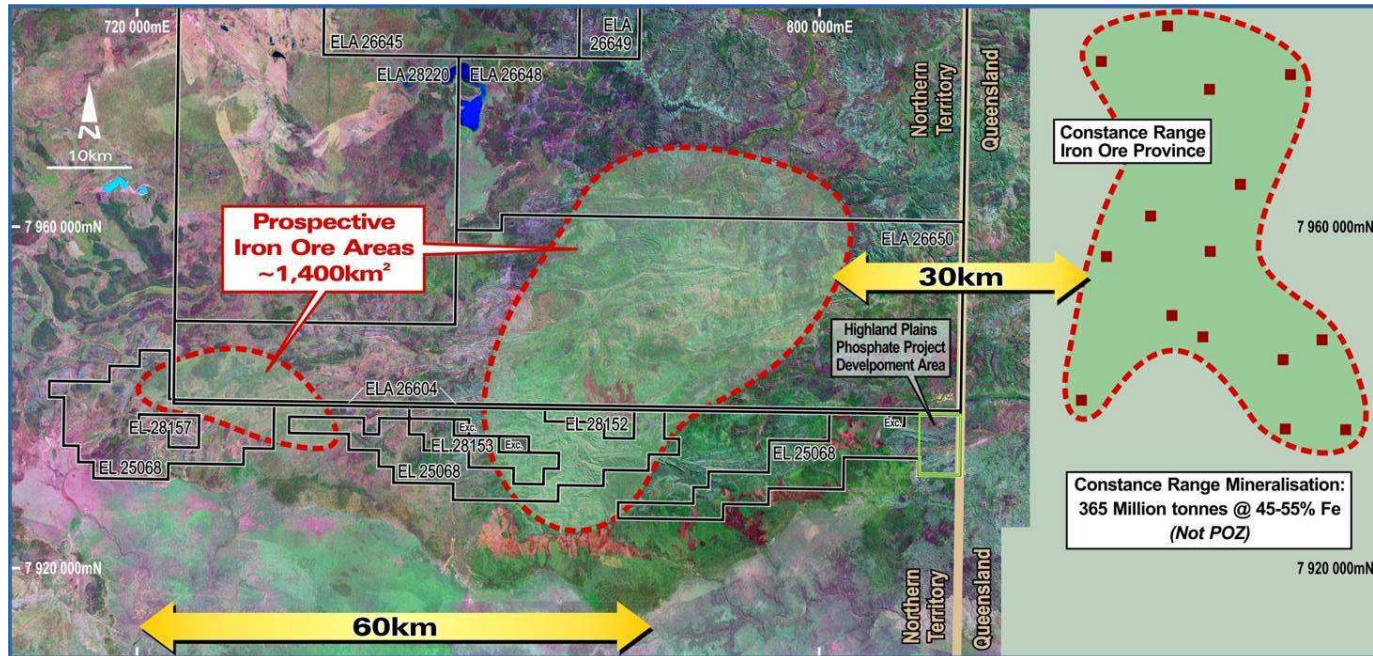 720 000mE
800 000mE
ELA 26645
ELA
26649
ELA 28220
ELA 26648
N
10km
Northern
Territory
Queensland
Constance Range
Iron Ore Province
Prospective
Iron Ore Areas
~1,400km²
7 960 000mN
ELA 26650
7 960 000mN
30km
Highland Plains
Phosphate Project
Develpoment Area
ELA 26604
EL 28157
EL 25068
Exc.
EL 28153
Exc.
EL 28152
EL 25068
EL 25068
Exc.
Constance Range Mineralisation:
365 Million tonnes @ 45-55% Fe
(Not POZ)
7 920 000mN
7 920 000mN
60km
Northern
Territory
Queensland